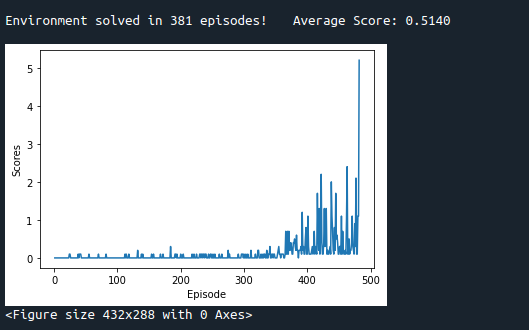 Environment solved in 381 episodes!    Average Score: 0.5140
5
4
3
2
1
0
Scores
0 100 200 300 400 500
Episode
<Figure size 432x288 with 0 Axes>